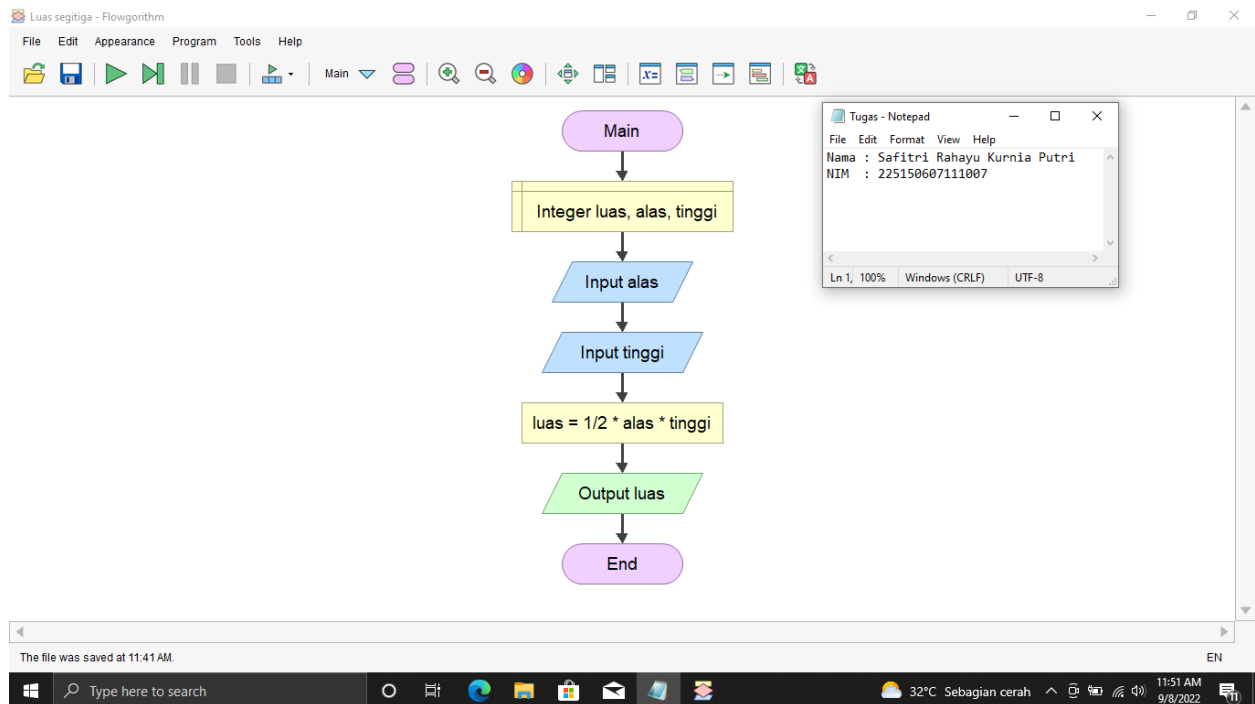 Luas segitiga - Flowgorithm
File Edit Appearance Program Tools Help
Main
x=
A
Main
Integer luas, alas, tinggi
Input alas
Input tinggi
luas = 1/2 * alas * tinggi
Output luas
End
Tugas - Notepad
File Edit Format View Help
Nama : Safitri Rahayu Kurnia Putri
NIM : 225150607111007
Ln 1, 100% Windows (CRLF) UTF-8
The file was saved at 11:41 AM.
EN
Type here to search
32°C Sebagian cerah
11:51 AM
9/8/2022
11